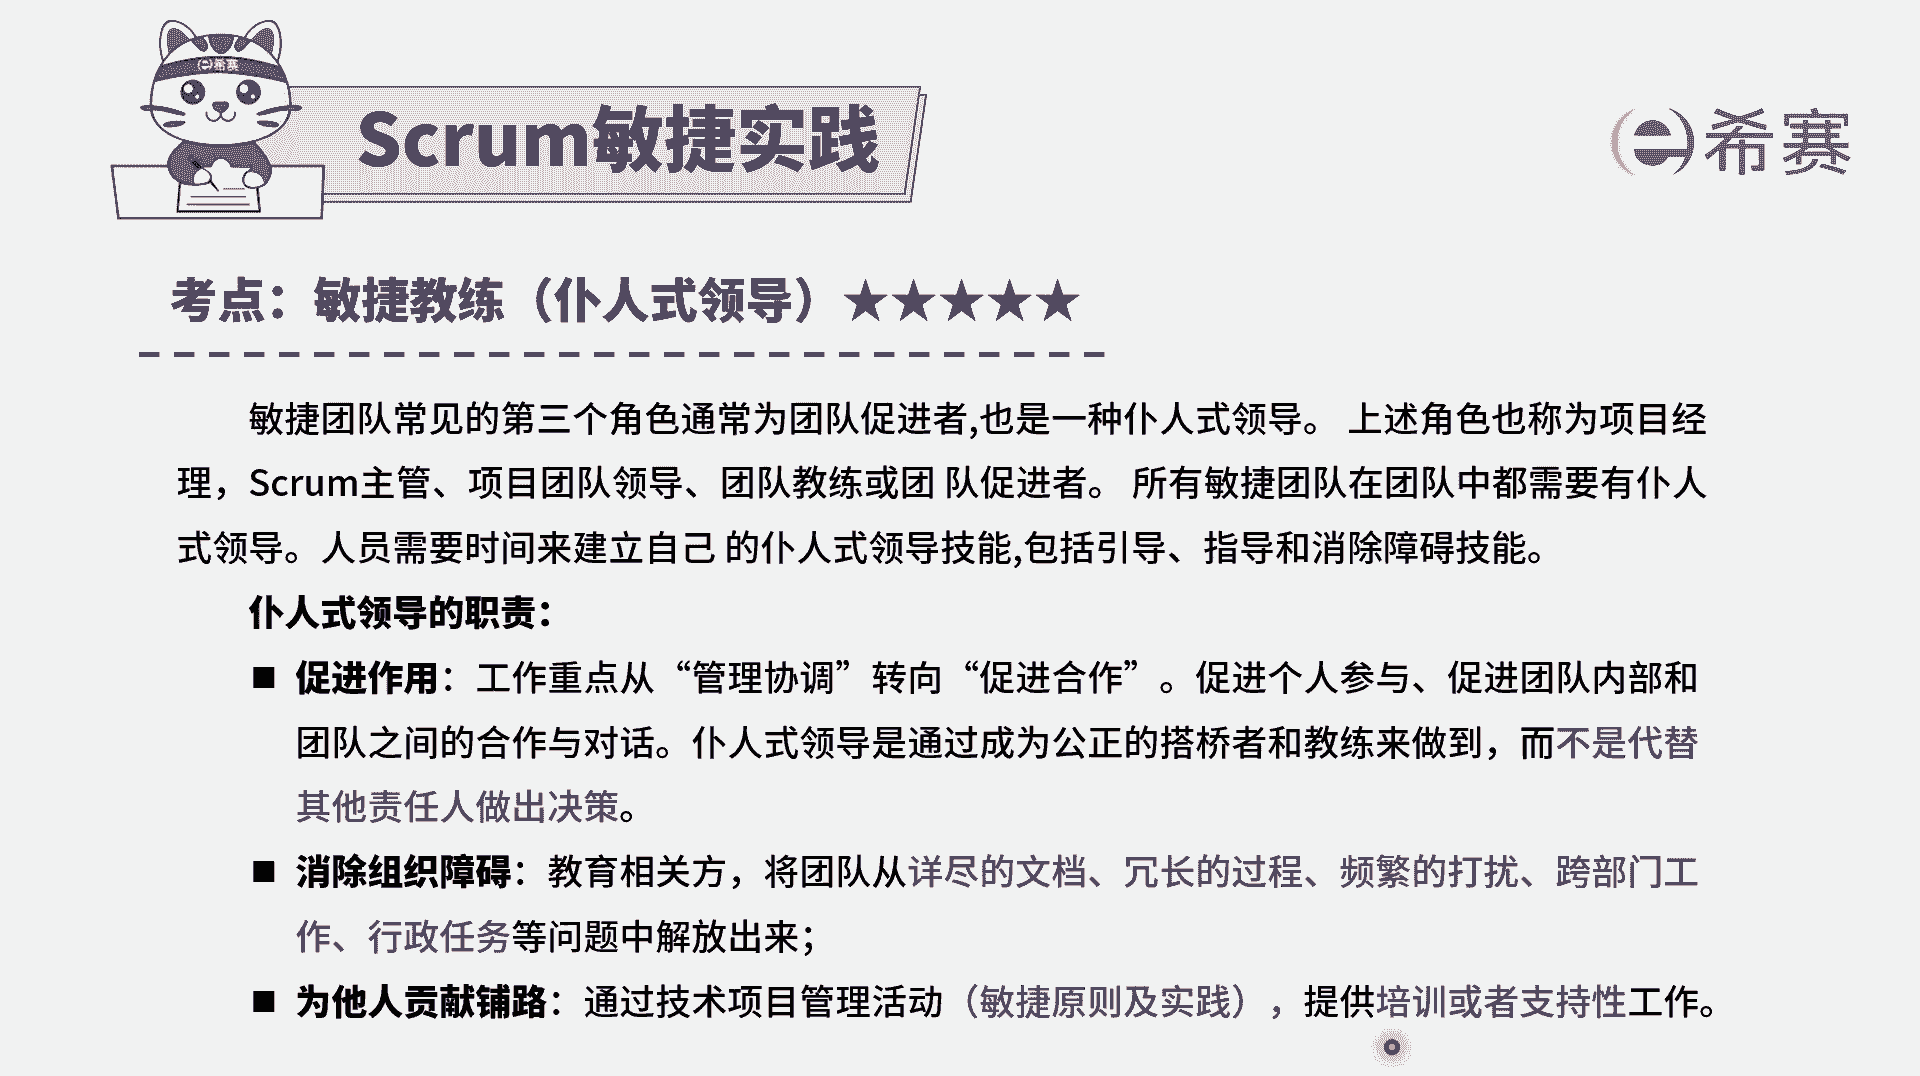 希赛
Scrum敏捷实践
希赛
考点：敏捷教练（仆人式领导）★★★★★
敏捷团队常见的第三个角色通常为团队促进者,也是一种仆人式领导。 上述角色也称为项目经
理，Scrum主管、项目团队领导、团队教练或团 队促进者。 所有敏捷团队在团队中都需要有仆人
式领导。人员需要时间来建立自己 的仆人式领导技能,包括引导、指导和消除障碍技能。
仆人式领导的职责：
■ 促进作用：工作重点从“管理协调”转向“促进合作”。促进个人参与、促进团队内部和
团队之间的合作与对话。仆人式领导是通过成为公正的搭桥者和教练来做到，而不是代替
其他责任人做出决策。
■ 消除组织障碍：教育相关方，将团队从详尽的文档、冗长的过程、频繁的打扰、跨部门工
作、行政任务等问题中解放出来；
■ 为他人贡献铺路：通过技术项目管理活动（敏捷原则及实践），提供培训或者支持性工作。